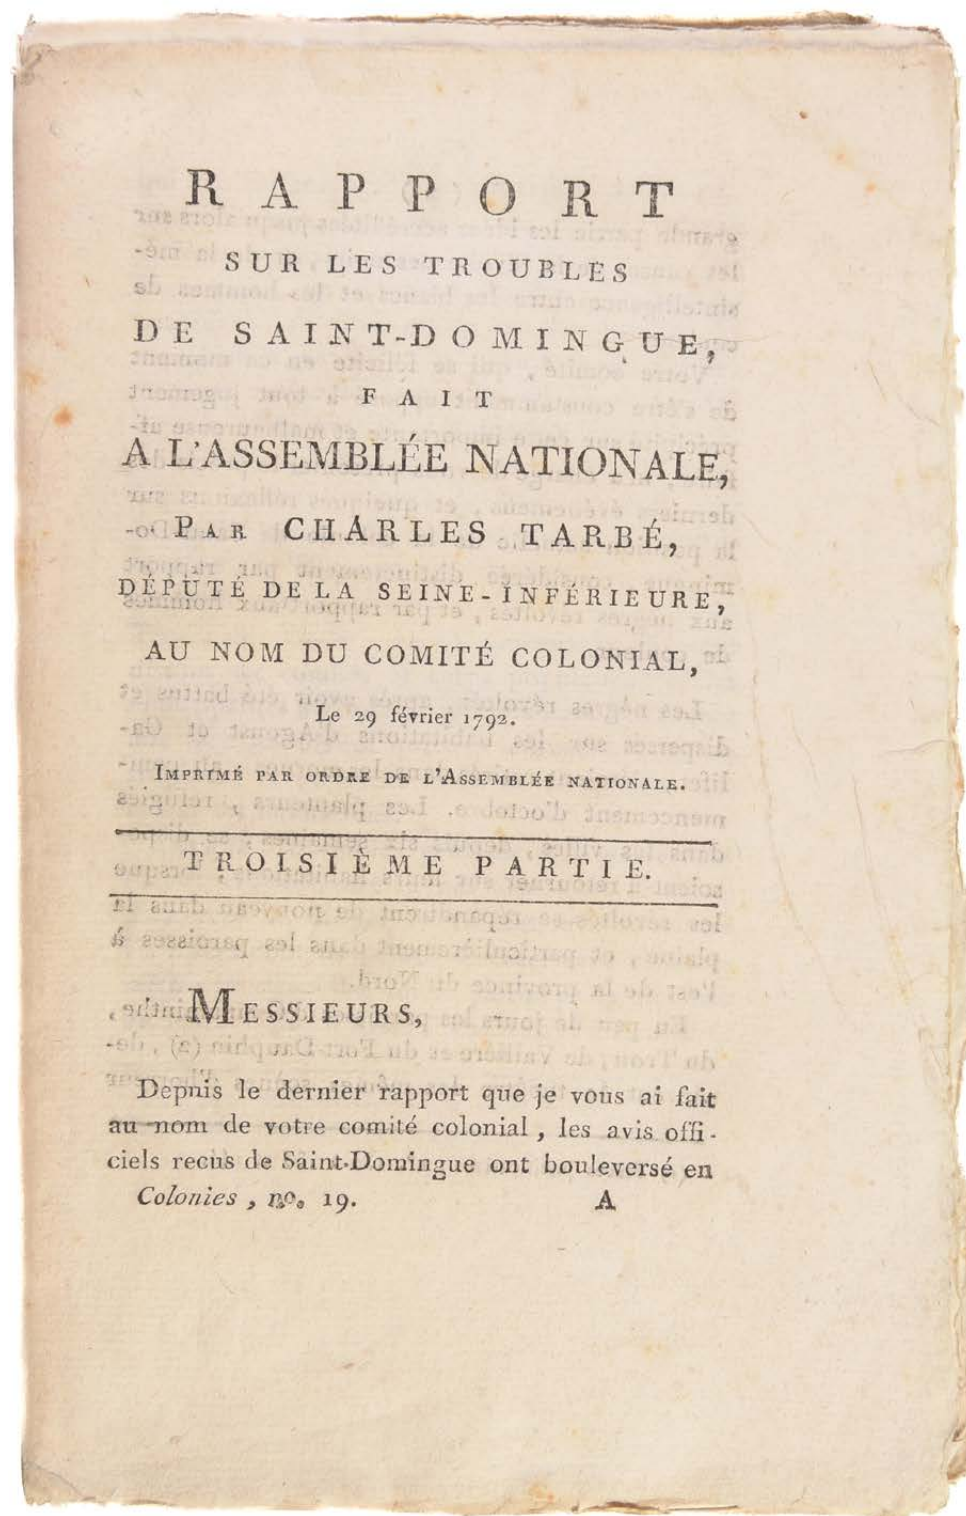 RAPPORT
SUR LES TROUBLES
DE SAINT-DOMINGUE,
FAIT
A L'ASSEMBLÉE NATIONALE,
PAR CHARLES TARBÉ,
DÉPUTÉ DE LA SEINE-INFÉRIEURE,
AU NOM DU COMITÉ COLONIAL,
Le 29 février 1792.
IMPRIMÉ PAR ORDRE DE L'ASSEMBLÉE NATIONALE.
TROISIÈME PARTIE.
MESSIEURS,
Depuis le dernier rapport que je vous ai fait
au nom de votre comité colonial, les avis offi-
ciels recus de Saint-Domingue ont bouleversé en
Colonies, no. 19. A